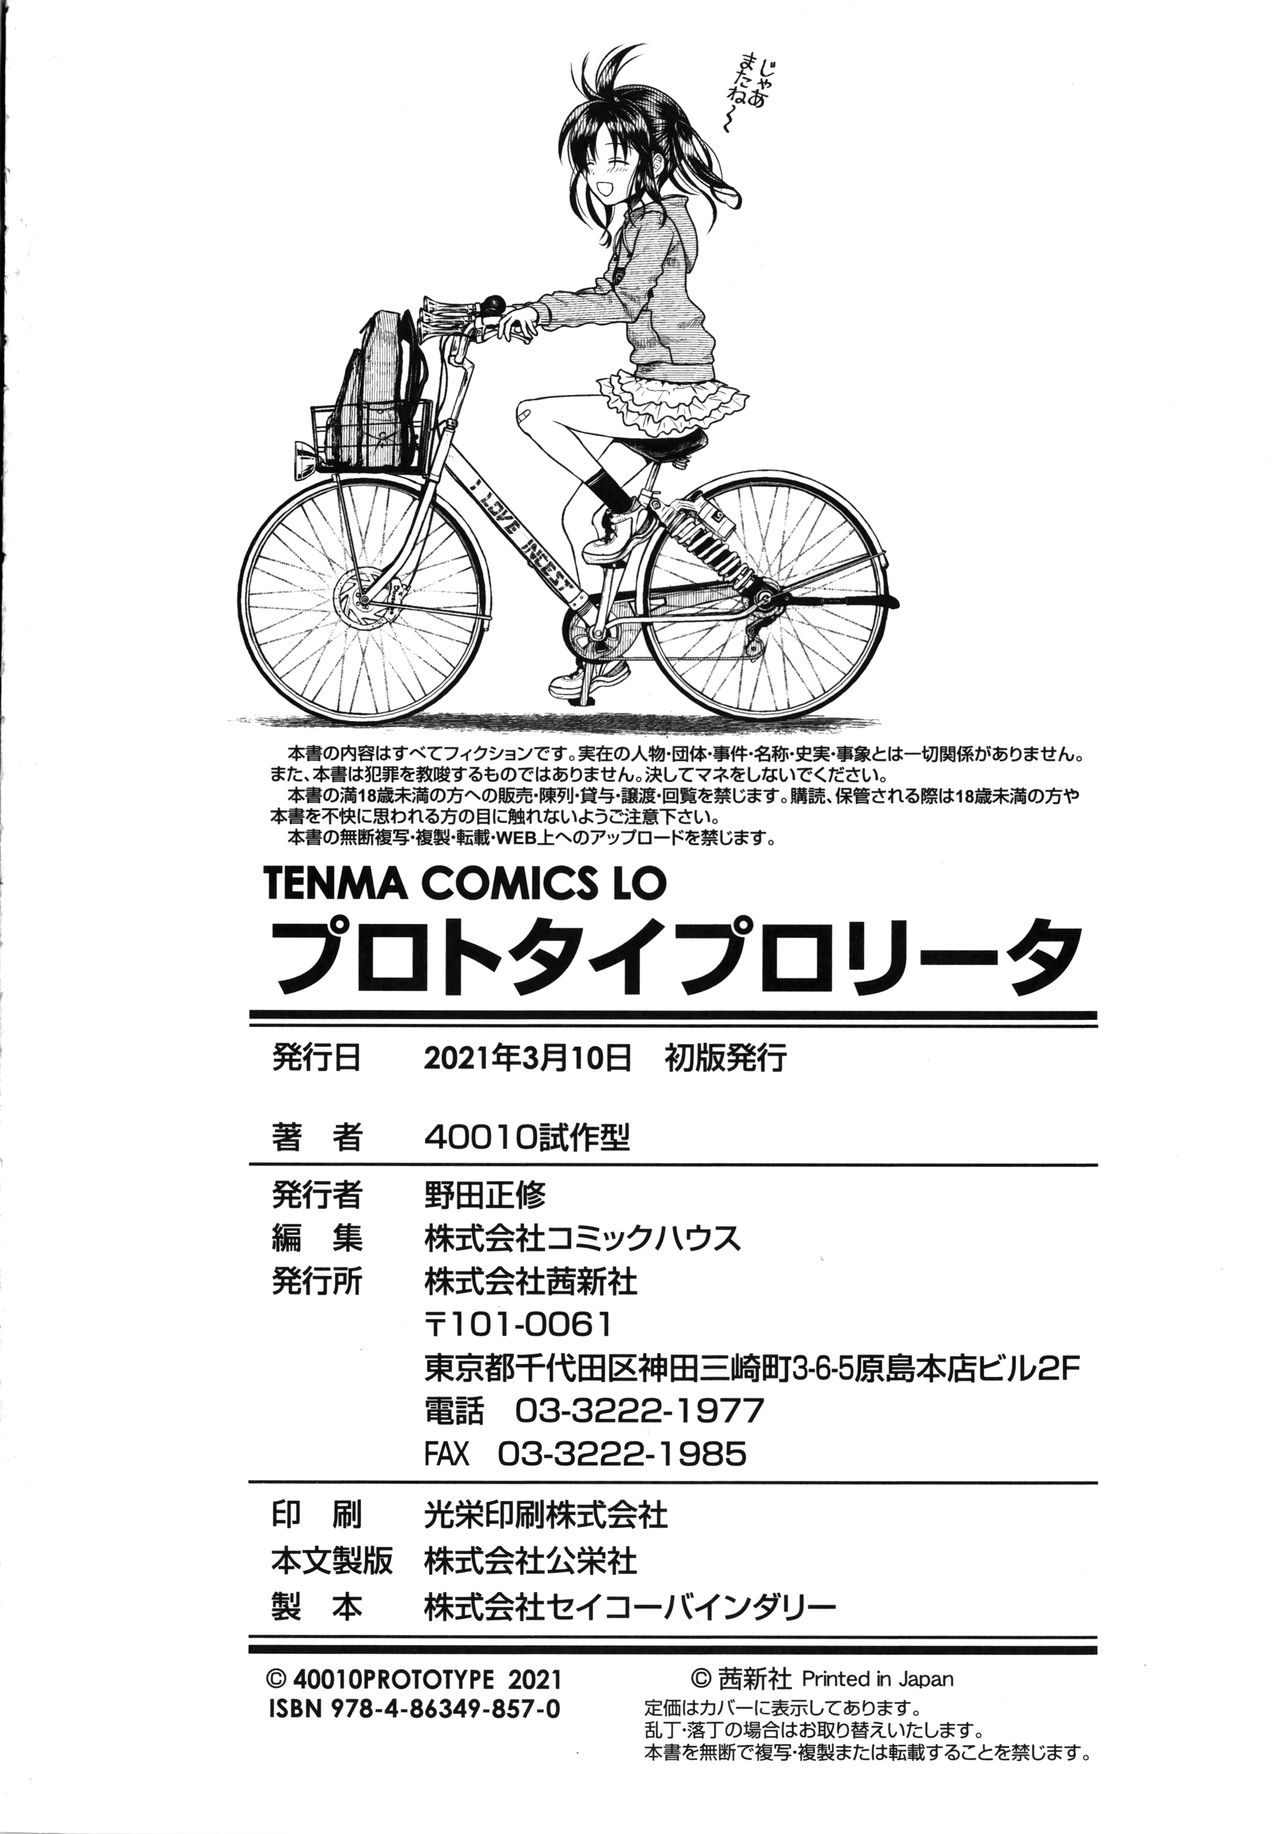 じゃあ
またね〜
I LOVE INCEST
本書の内容はすべてフィクションです。実在の人物・団体・事件・名称・史実・事象とは一切関係がありません。
また、本書は犯罪を教唆するものではありません。決してマネをしないでください。
本書の満18歳未満の方への販売・陳列・貸与・譲渡・回覧を禁じます。購読、保管される際は18歳未満の方や
本書を不快に思われる方の目に触れないようご注意下さい。
本書の無断複写・複製・転載・WEB上へのアップロードを禁じます。
TENMA COMICS LO
プロトタイプロリータ
発行日 2021年3月10日 初版発行
著 者 40010試作型
発行者 野田正修
編 集 株式会社コミックハウス
発行所 株式会社茜新社
〒101-0061
東京都千代田区神田三崎町3-6-5原島本店ビル2F
電話 03-3222-1977
FAX 03-3222-1985
印 刷 光栄印刷株式会社
本文製版 株式会社公栄社
製 本 株式会社セイコーバインダリー
© 40010PROTOTYPE 2021
ISBN 978-4-86349-857-0
© 茜新社 Printed in Japan
定価はカバーに表示してあります。
乱丁・落丁の場合はお取り替えいたします。
本書を無断で複写・複製または転載することを禁じます。